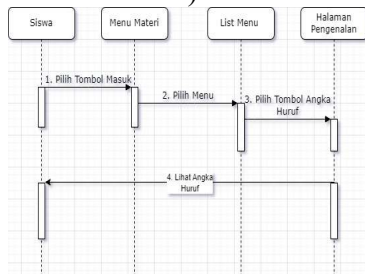 Siswa
Menu Materi
List Menu
Halaman
Pengenalan
1. Pilih Tombol Masuk
2. Pilih Menu
3. Pilih Tombol Angka
Huruf
4. Lihat Angka
Huruf